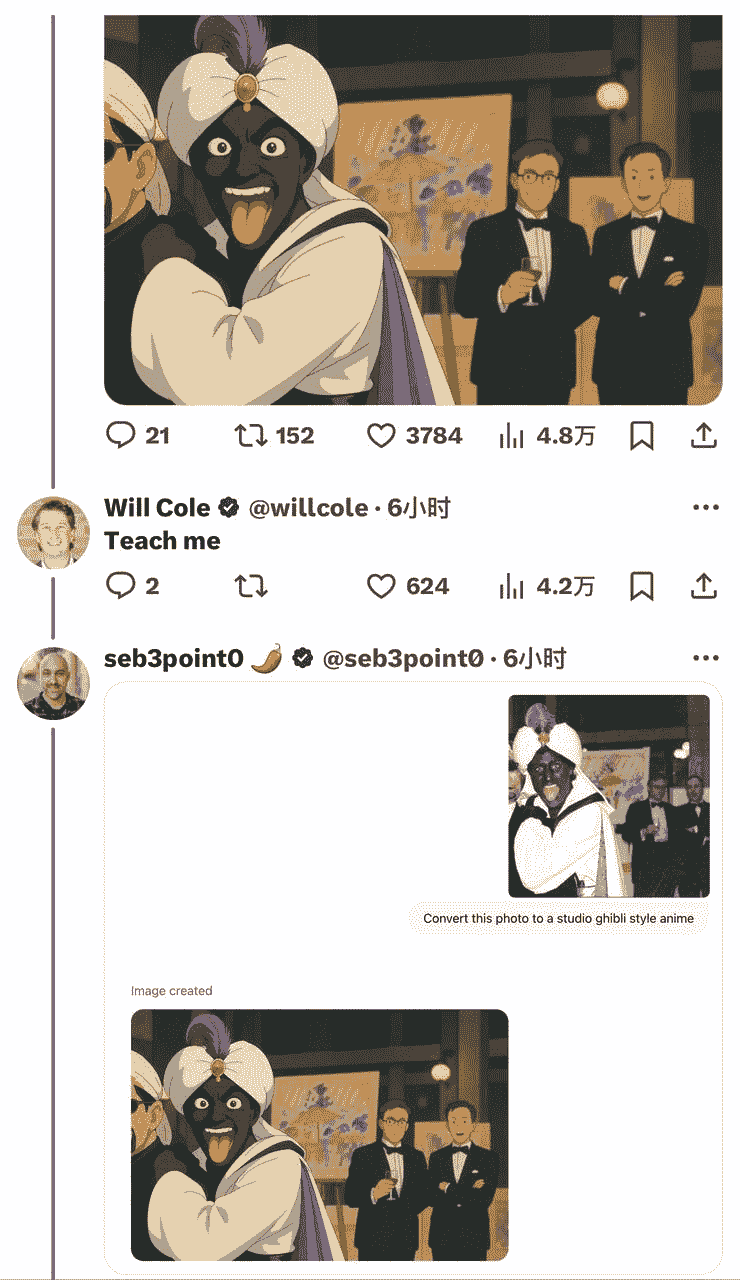 21 152 3784 4.8万
Will Cole @willcole · 6小时
Teach me
2 624 4.2万
seb3point0 🌶️ @seb3point0 · 6小时
Convert this photo to a studio ghibli style anime
Image created